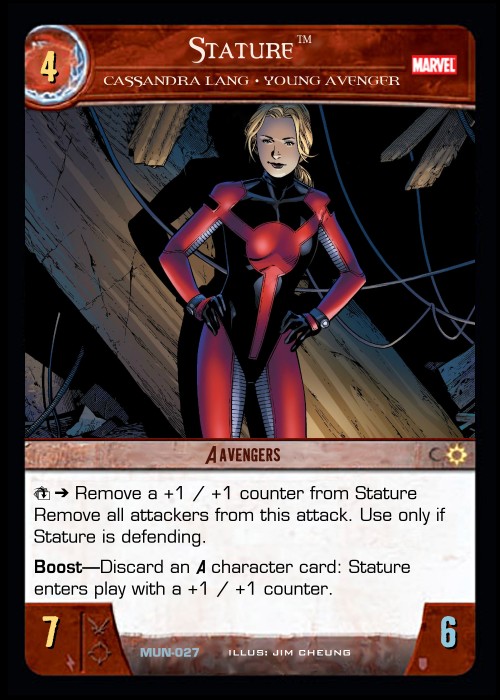 4
STATURE™
CASSANDRA LANG • YOUNG AVENGER
MARVEL
A AVENGERS
➔ Remove a +1 / +1 counter from Stature
Remove all attackers from this attack. Use only if
Stature is defending.
Boost—Discard an A character card: Stature
enters play with a +1 / +1 counter.
7
MUN-027
ILLUS: JIM CHEUNG
6